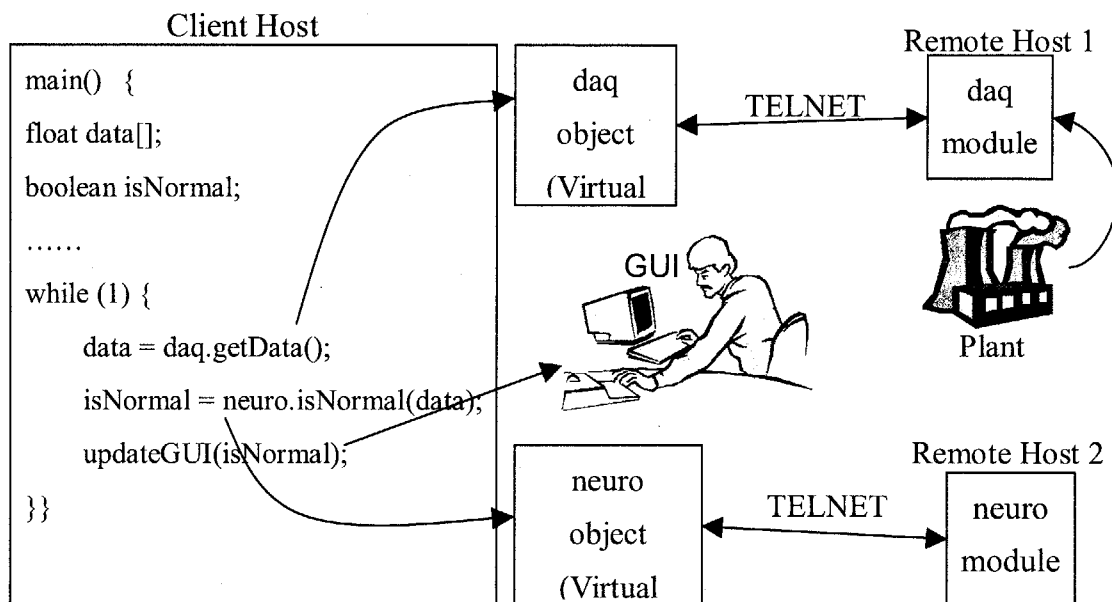 Client Host
main() {
float data[];
boolean isNormal;
......
while (1) {
data = daq.getData();
isNormal = neuro.isNormal(data);
updateGUI(isNormal);
}}
daq
object
(Virtual
TELNET
Remote Host 1
daq
module
GUI
Plant
neuro
object
(Virtual
TELNET
Remote Host 2
neuro
module